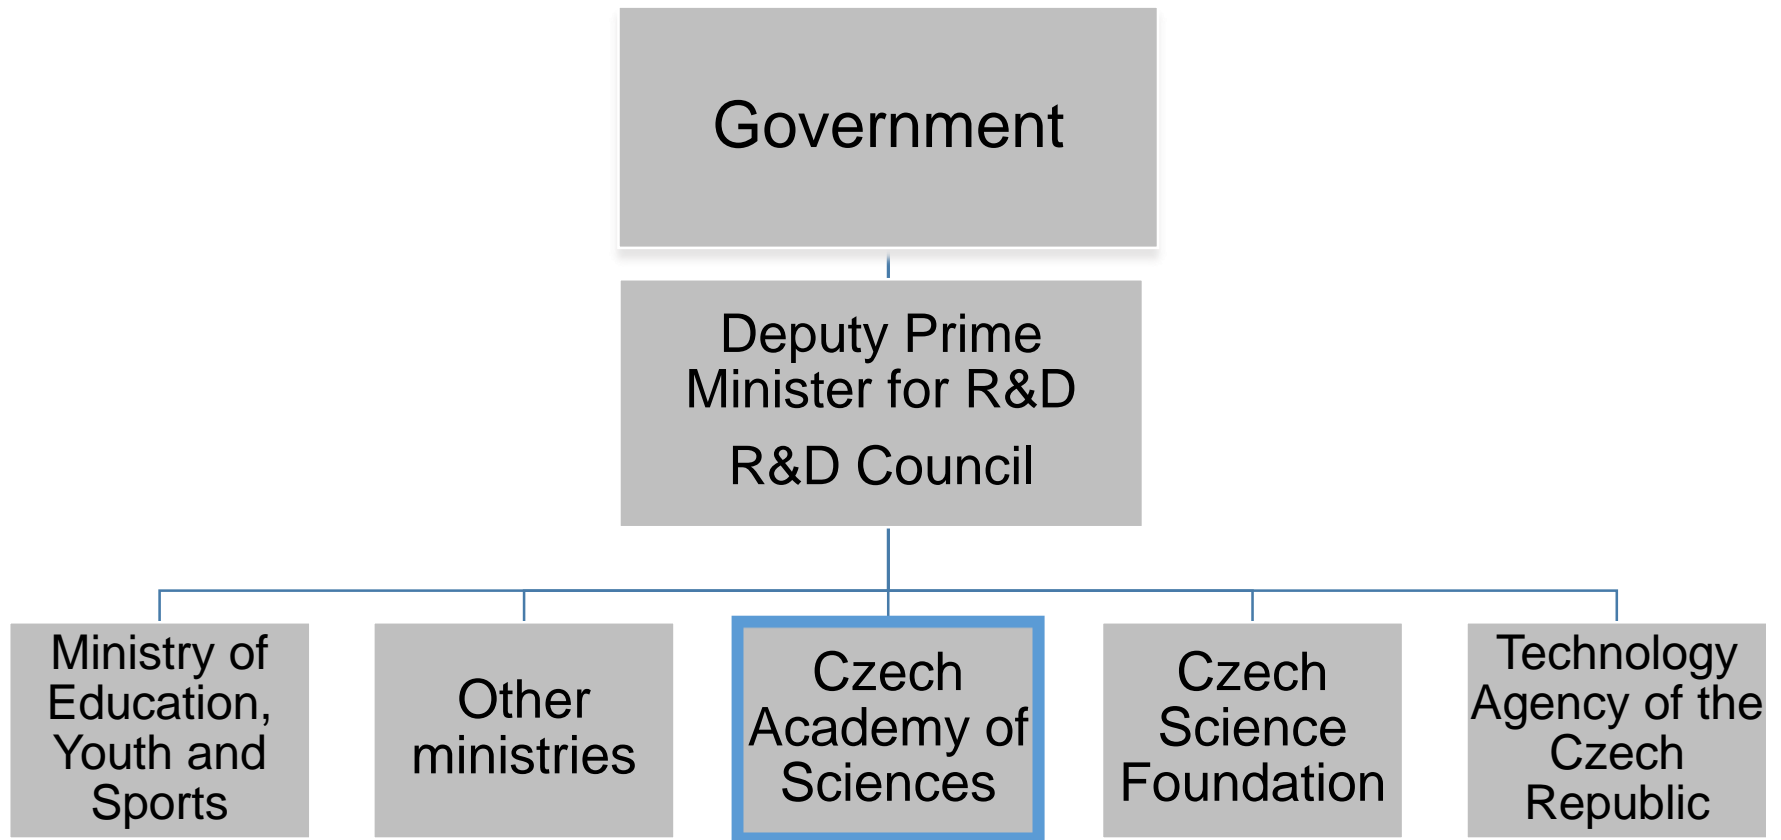 Government
Deputy Prime
Minister for R&D
R&D Council
Ministry of
Education,
Youth and
Sports
Other
ministries
Czech
Academy of
Sciences
Czech
Science
Foundation
Technology
Agency of the
Czech
Republic